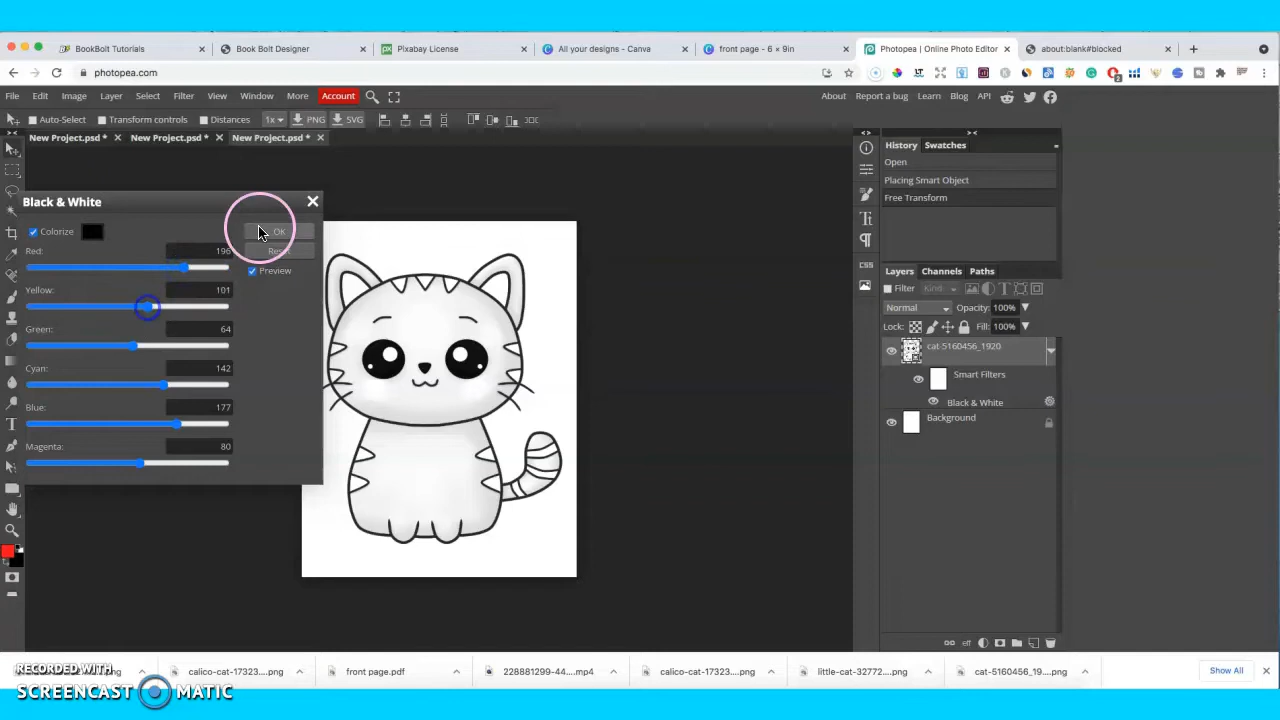 BookBolt Tutorials Book Bolt Designer Pixabay License All your designs - Canva front page - 6 × 9in Photopea | Online Photo Editor about:blank#blocked
photopea.com
File Edit Image Layer Select Filter View Window More Account About Report a bug Learn Blog API
Auto-Select Transform controls Distances 1x PNG SVG
New Project.psd * New Project.psd * New Project.psd *
History Swatches
Open
Placing Smart Object
Free Transform
Black & White
Colorize OK
Red: 196 Reset
Preview
Yellow: 101
Green: 64
Cyan: 142
Blue: 177
Magenta: 80
CSS
Layers Channels Paths
Filter Kind
Normal Opacity: 100%
Lock: Fill: 100%
cat-5160456_1920
Smart Filters
Black & White
Background
eff
calico-cat-17323....png front page.pdf 228881299-44....mp4 calico-cat-17323....png little-cat-32772....png cat-5160456_19....png Show All
RECORDED WITH
SCREENCAST MATIC